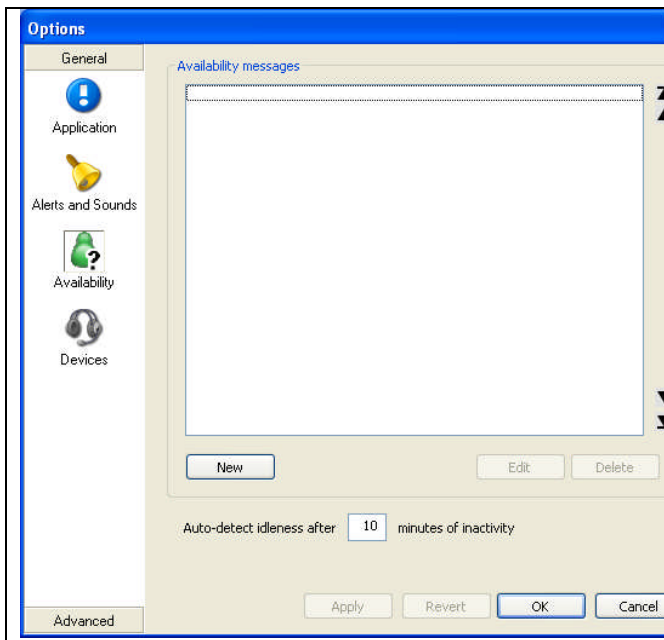 Options
General
Application
Alerts and Sounds
Availability
Devices
Advanced
Availability messages
New
Edit
Delete
Auto-detect idleness after 10 minutes of inactivity
Apply
Revert
OK
Cancel